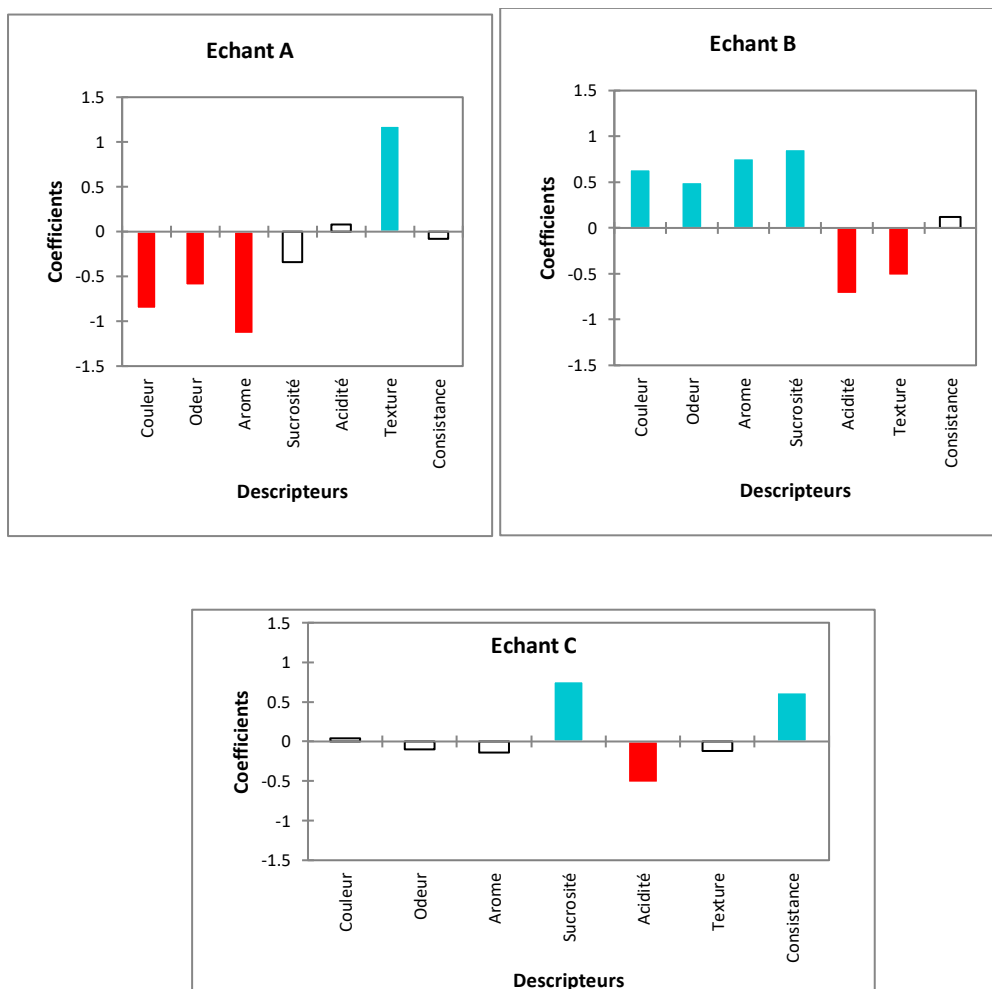 Echant A
Coefficients
1.5
1
0.5
0
-0.5
-1
-1.5
Couleur
Odeur
Arome
Sucrosité
Acidité
Texture
Consistance
Descripteurs
Echant B
Coefficients
1.5
1
0.5
0
-0.5
-1
-1.5
Couleur
Odeur
Arome
Sucrosité
Acidité
Texture
Consistance
Descripteurs
Echant C
Coefficients
1.5
1
0.5
0
-0.5
-1
-1.5
Couleur
Odeur
Arome
Sucrosité
Acidité
Texture
Consistance
Descripteurs